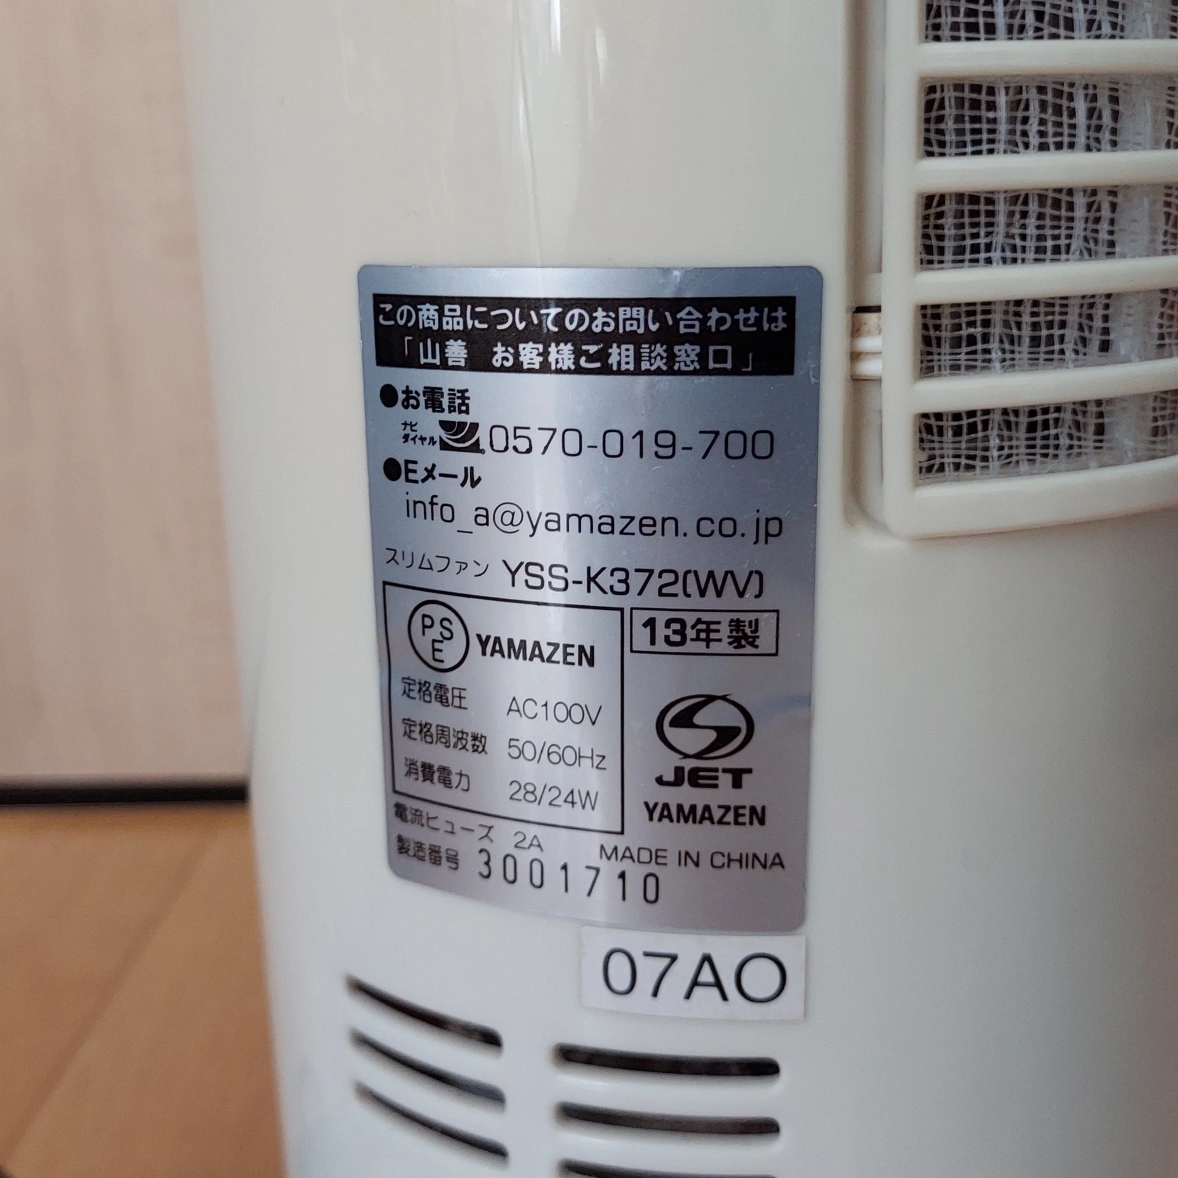 この商品についてのお問い合わせは
「山善 お客様ご相談窓口」
●お電話
ナビ
ダイヤル 0570-019-700
●Eメール
info_a@yamazen.co.jp
スリムファン YSS-K372(WV)
PSE YAMAZEN
13年製
定格電圧 AC100V
定格周波数 50/60Hz
消費電力 28/24W
JET
YAMAZEN
電流ヒューズ 2A
MADE IN CHINA
製造番号 3001710
07AO